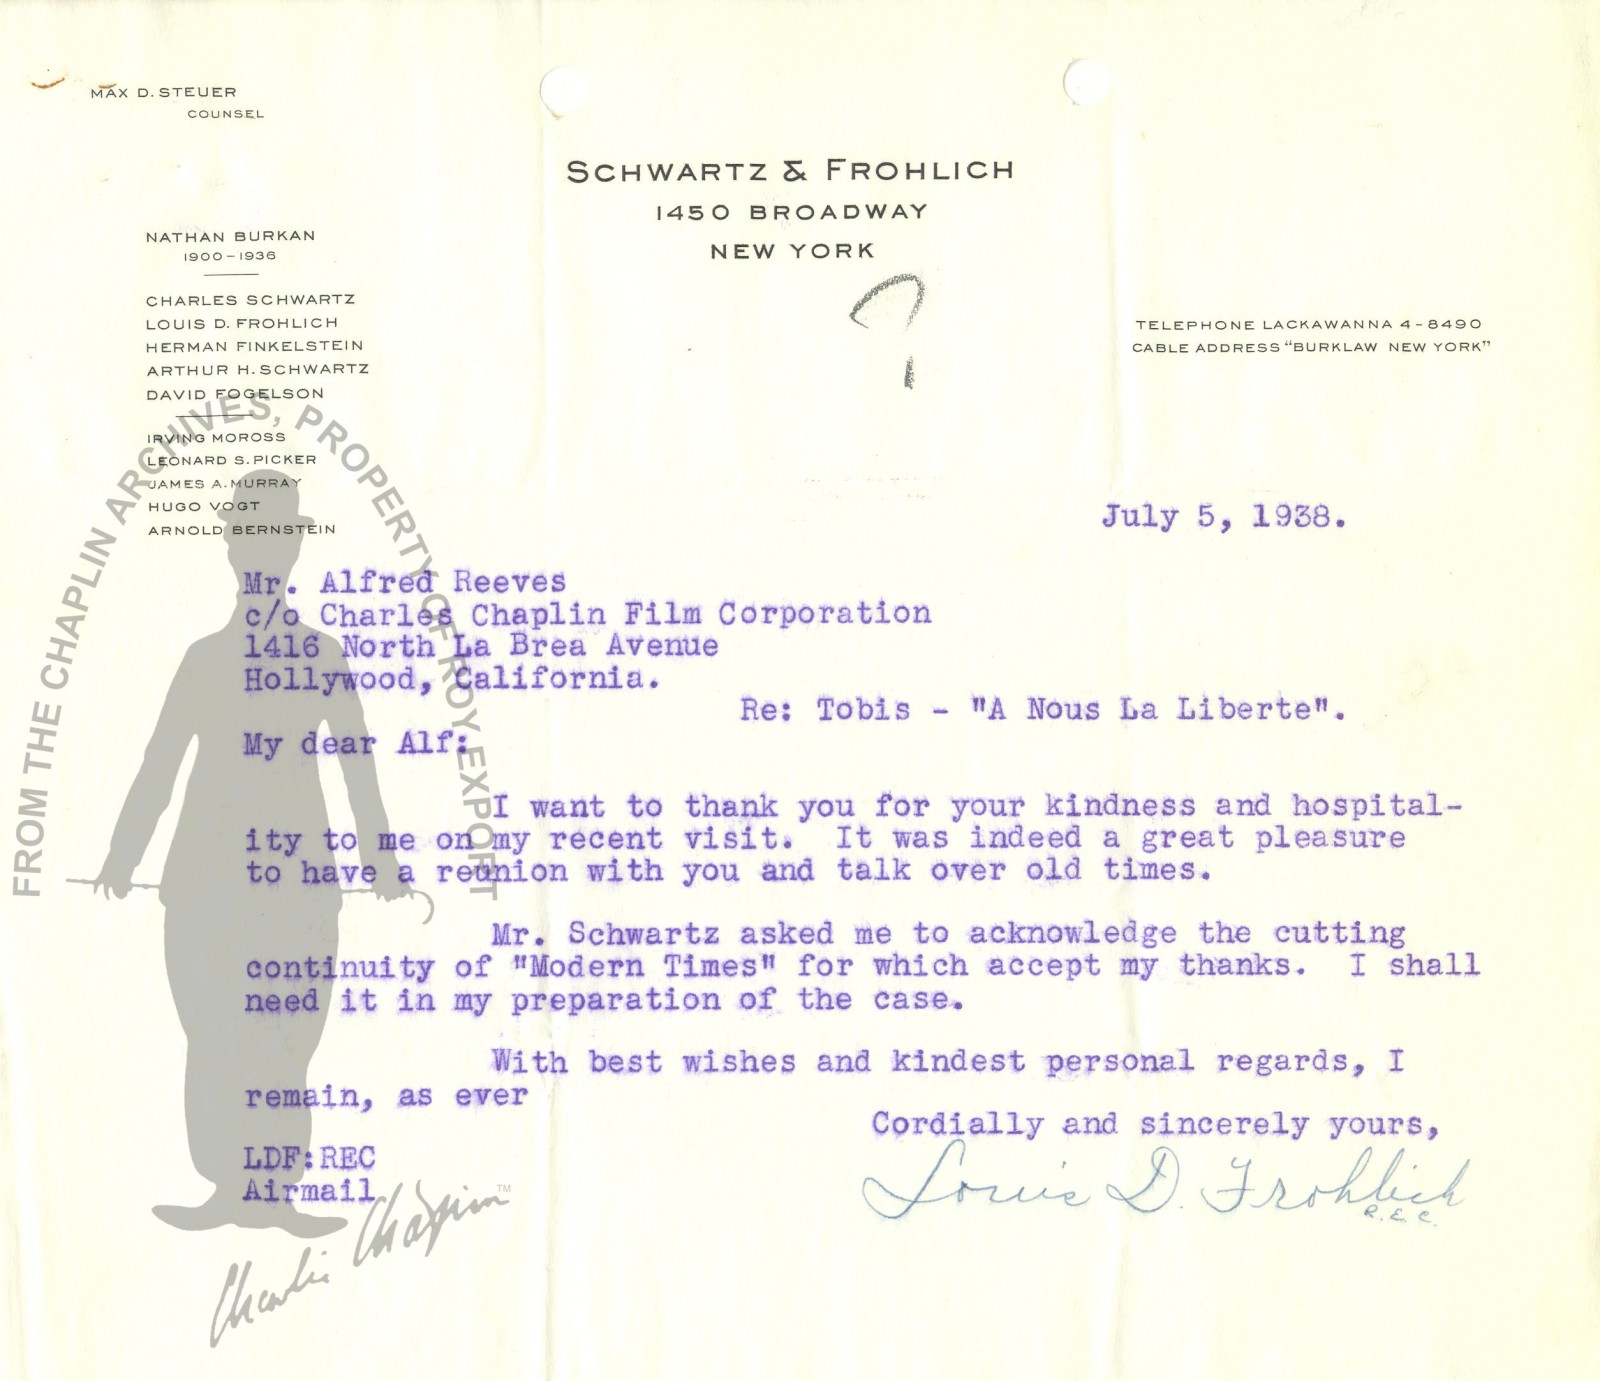 MAX D. STEUER
COUNSEL
SCHWARTZ & FROHLICH
1450 BROADWAY
NEW YORK
NATHAN BURKAN
1900-1936
CHARLES SCHWARTZ
LOUIS D. FROHLICH
HERMAN FINKELSTEIN
ARTHUR H. SCHWARTZ
DAVID FOGELSON
IRVING MOROSS
LEONARD S. PICKER
JAMES A. MURRAY
HUGO VOGT
ARNOLD BERNSTEIN
TELEPHONE LACKAWANNA 4-8490
CABLE ADDRESS "BURKLAW NEW YORK"
?
July 5, 1938.
Mr. Alfred Reeves
c/o Charles Chaplin Film Corporation
1416 North La Brea Avenue
Hollywood, California.
Re: Tobis - "A Nous La Liberte".
My dear Alf:
I want to thank you for your kindness and hospital-
ity to me on my recent visit. It was indeed a great pleasure
to have a reunion with you and talk over old times.
Mr. Schwartz asked me to acknowledge the cutting
continuity of "Modern Times" for which accept my thanks. I shall
need it in my preparation of the case.
With best wishes and kindest personal regards, I
remain, as ever
Cordially and sincerely yours,
Louis D. Frohlich
R.E.C.
LDF:REC
Airmail
FROM THE CHAPLIN ARCHIVES, PROPERTY OF ROY EXPORT
Charlie Chaplin™